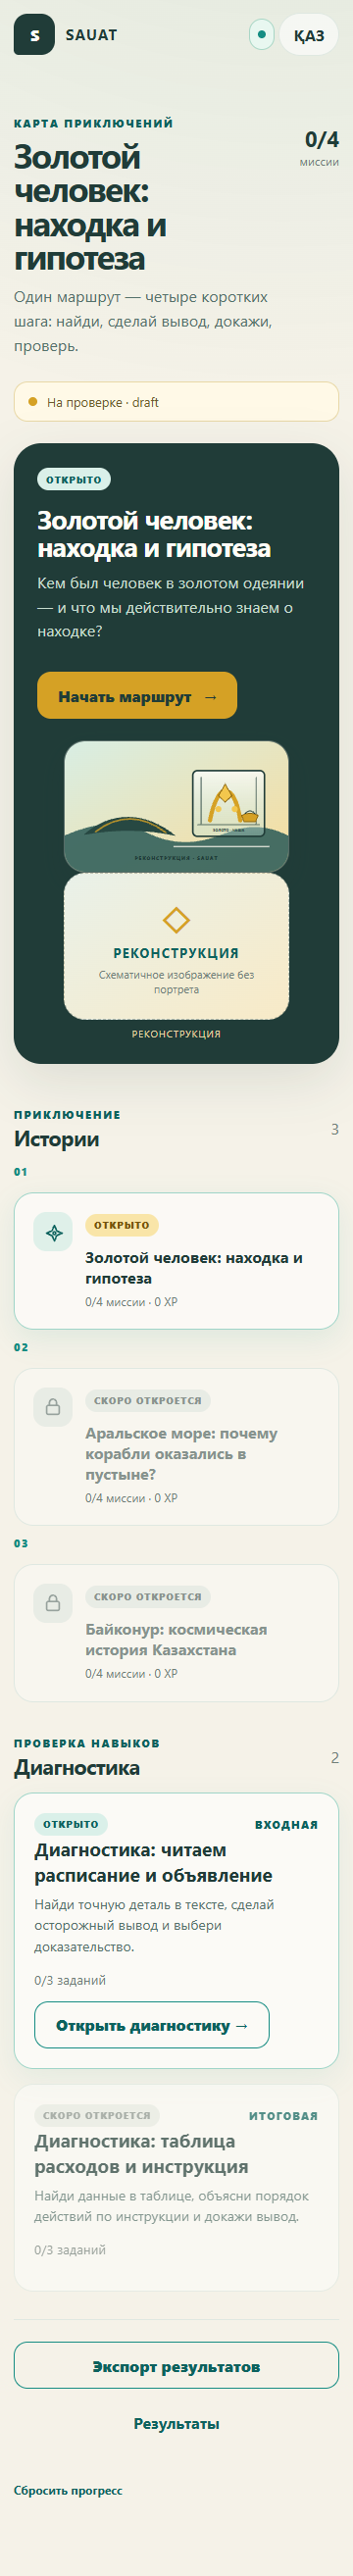 S SAUAT ҚАЗ
КАРТА ПРИКЛЮЧЕНИЙ
0/4
миссии
Золотой
человек:
находка и
гипотеза
Один маршрут — четыре коротких
шага: найди, сделай вывод, докажи,
проверь.
На проверке · draft
ОТКРЫТО
Золотой человек:
находка и гипотеза
Кем был человек в золотом одеянии
— и что мы действительно знаем о
находке?
Начать маршрут →
РЕКОНСТРУКЦИЯ · SAUAT
РЕКОНСТРУКЦИЯ
Схематичное изображение без
портрета
РЕКОНСТРУКЦИЯ
ПРИКЛЮЧЕНИЕ
Истории 3
01
ОТКРЫТО
Золотой человек: находка и
гипотеза
0/4 миссии · 0 XP
02
СКОРО ОТКРОЕТСЯ
Аральское море: почему
корабли оказались в
пустыне?
0/4 миссии · 0 XP
03
СКОРО ОТКРОЕТСЯ
Байконур: космическая
история Казахстана
0/4 миссии · 0 XP
ПРОВЕРКА НАВЫКОВ
Диагностика 2
ОТКРЫТО ВХОДНАЯ
Диагностика: читаем
расписание и объявление
Найди точную деталь в тексте, сделай
осторожный вывод и выбери
доказательство.
0/3 заданий
Открыть диагностику →
СКОРО ОТКРОЕТСЯ ИТОГОВАЯ
Диагностика: таблица
расходов и инструкция
Найди данные в таблице, объясни порядок
действий по инструкции и докажи вывод.
0/3 заданий
Экспорт результатов
Результаты
Сбросить прогресс